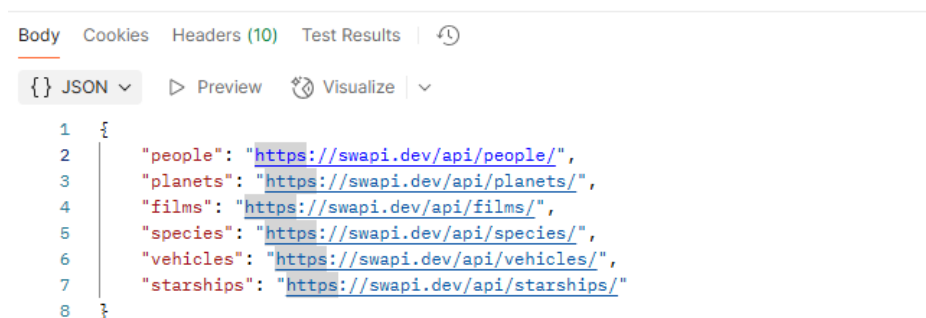 Body Cookies Headers (10) Test Results
{} JSON Preview Visualize
1 {
2 "people": "https://swapi.dev/api/people/",
3 "planets": "https://swapi.dev/api/planets/",
4 "films": "https://swapi.dev/api/films/",
5 "species": "https://swapi.dev/api/species/",
6 "vehicles": "https://swapi.dev/api/vehicles/",
7 "starships": "https://swapi.dev/api/starships/"
8 }